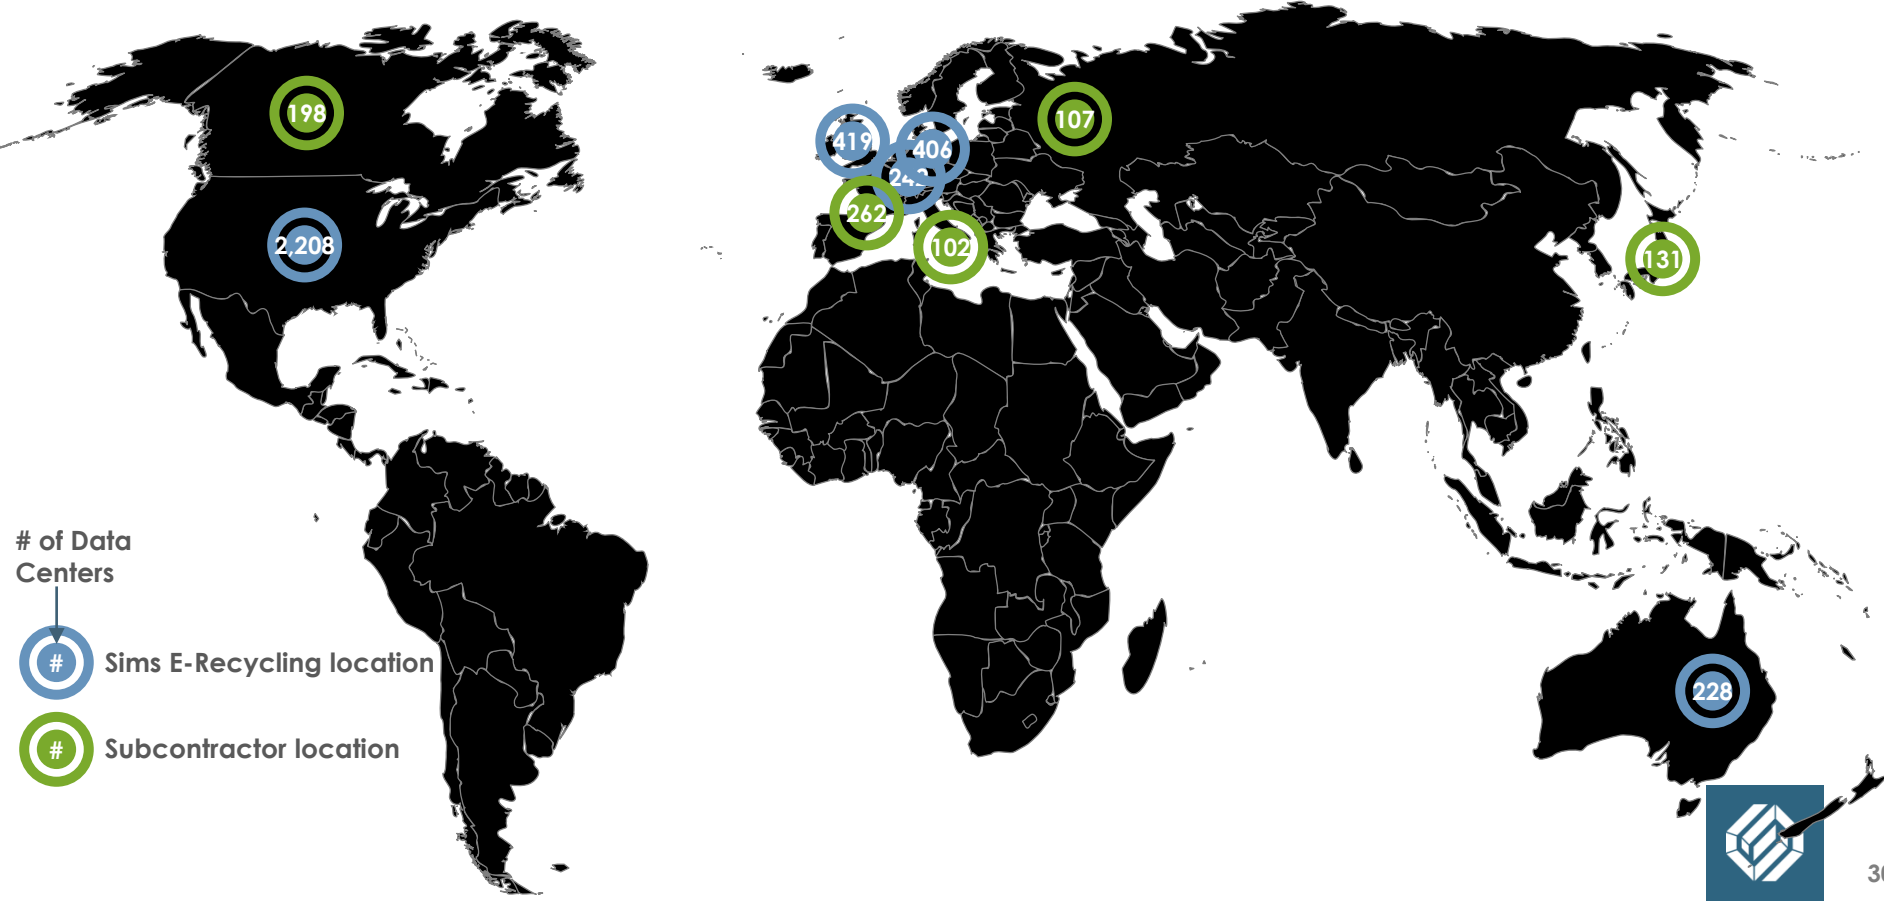 198
419
406
107
262
102
2,208
131
# of Data
Centers
# Sims E-Recycling location
# Subcontractor location
228